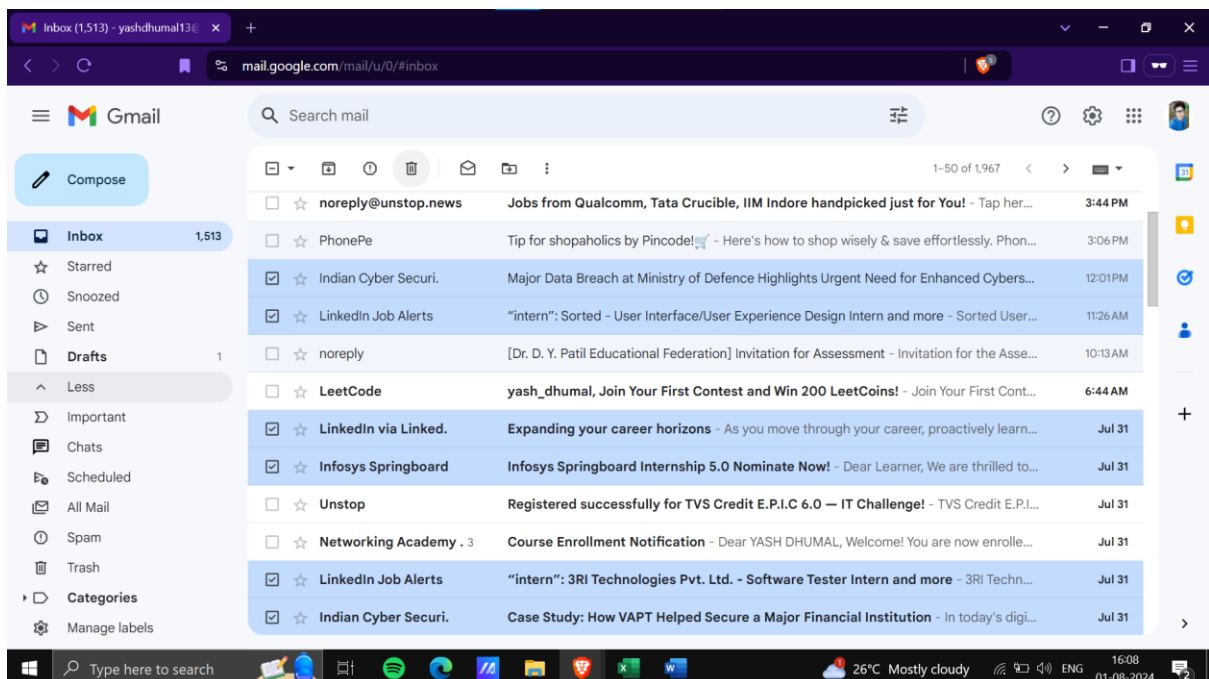 Inbox (1,513) - yashdhumal13@
mail.google.com/mail/u/0/#inbox
Gmail
Search mail
Compose
1–50 of 1,967
Inbox 1,513
Starred
Snoozed
Sent
Drafts 1
Less
Important
Chats
Scheduled
All Mail
Spam
Trash
Categories
Manage labels
noreply@unstop.news Jobs from Qualcomm, Tata Crucible, IIM Indore handpicked just for You! - Tap her... 3:44 PM
PhonePe Tip for shopaholics by Pincode!🛒 - Here's how to shop wisely & save effortlessly. Phon... 3:06 PM
Indian Cyber Securi. Major Data Breach at Ministry of Defence Highlights Urgent Need for Enhanced Cybers... 12:01 PM
LinkedIn Job Alerts “intern”: Sorted - User Interface/User Experience Design Intern and more - Sorted User... 11:26 AM
noreply [Dr. D. Y. Patil Educational Federation] Invitation for Assessment - Invitation for the Asse... 10:13 AM
LeetCode yash_dhumal, Join Your First Contest and Win 200 LeetCoins! - Join Your First Cont... 6:44 AM
LinkedIn via Linked. Expanding your career horizons - As you move through your career, proactively learn... Jul 31
Infosys Springboard Infosys Springboard Internship 5.0 Nominate Now! - Dear Learner, We are thrilled to... Jul 31
Unstop Registered successfully for TVS Credit E.P.I.C 6.0 — IT Challenge! - TVS Credit E.P.I... Jul 31
Networking Academy . 3 Course Enrollment Notification - Dear YASH DHUMAL, Welcome! You are now enrolle... Jul 31
LinkedIn Job Alerts “intern”: 3RI Technologies Pvt. Ltd. - Software Tester Intern and more - 3RI Techn... Jul 31
Indian Cyber Securi. Case Study: How VAPT Helped Secure a Major Financial Institution - In today's digi... Jul 31
31
Type here to search
26°C Mostly cloudy
ENG
16:08
01-08-2024
2